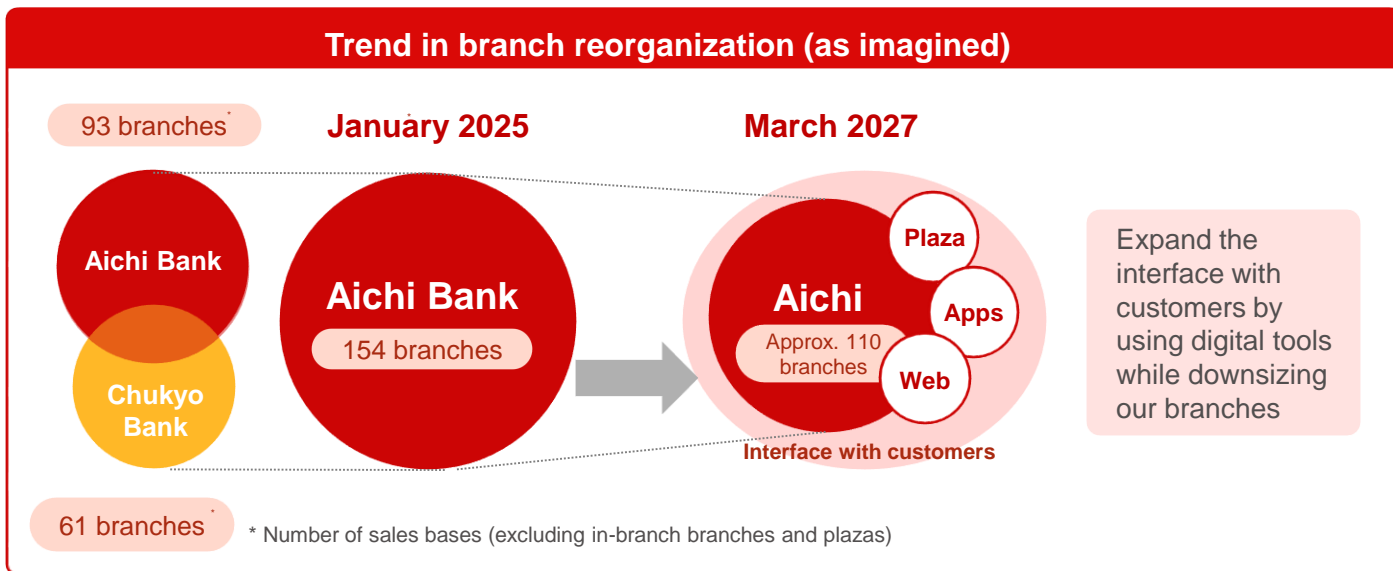 Trend in branch reorganization (as imagined)
93 branches*
January 2025
March 2027
Aichi Bank
Chukyo
Bank
61 branches*
Aichi Bank
154 branches
Aichi
Approx. 110
branches
Plaza
Apps
Web
Interface with customers
Expand the
interface with
customers by
using digital tools
while downsizing
our branches
* Number of sales bases (excluding in-branch branches and plazas)